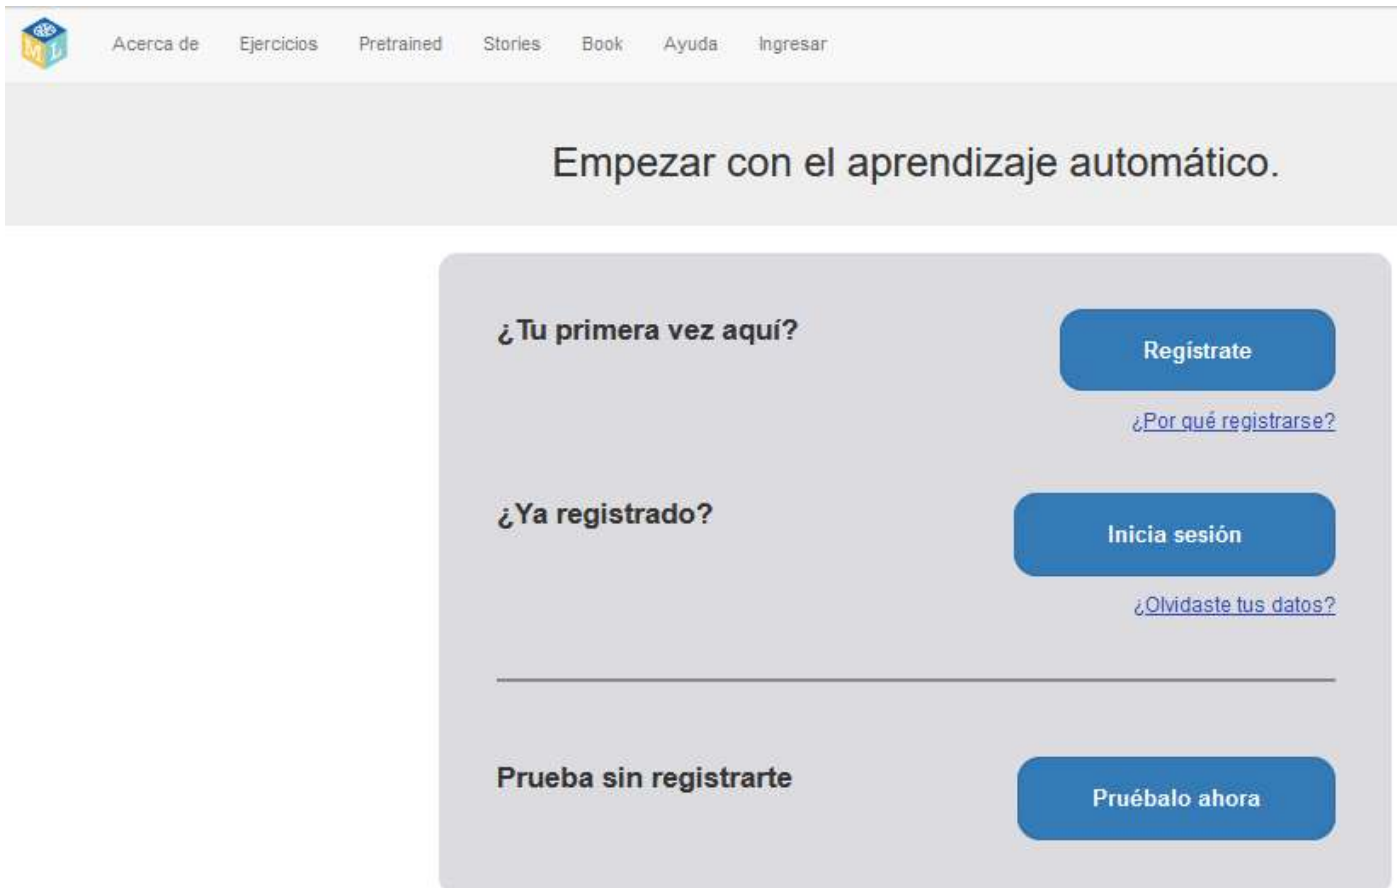 M L
Acerca de Ejercicios Pretrained Stories Book Ayuda Ingresar
Empezar con el aprendizaje automático.
¿Tu primera vez aquí?
Regístrate
¿Por qué registrarse?
¿Ya registrado?
Inicia sesión
¿Olvidaste tus datos?
Prueba sin registrarte
Pruébalo ahora